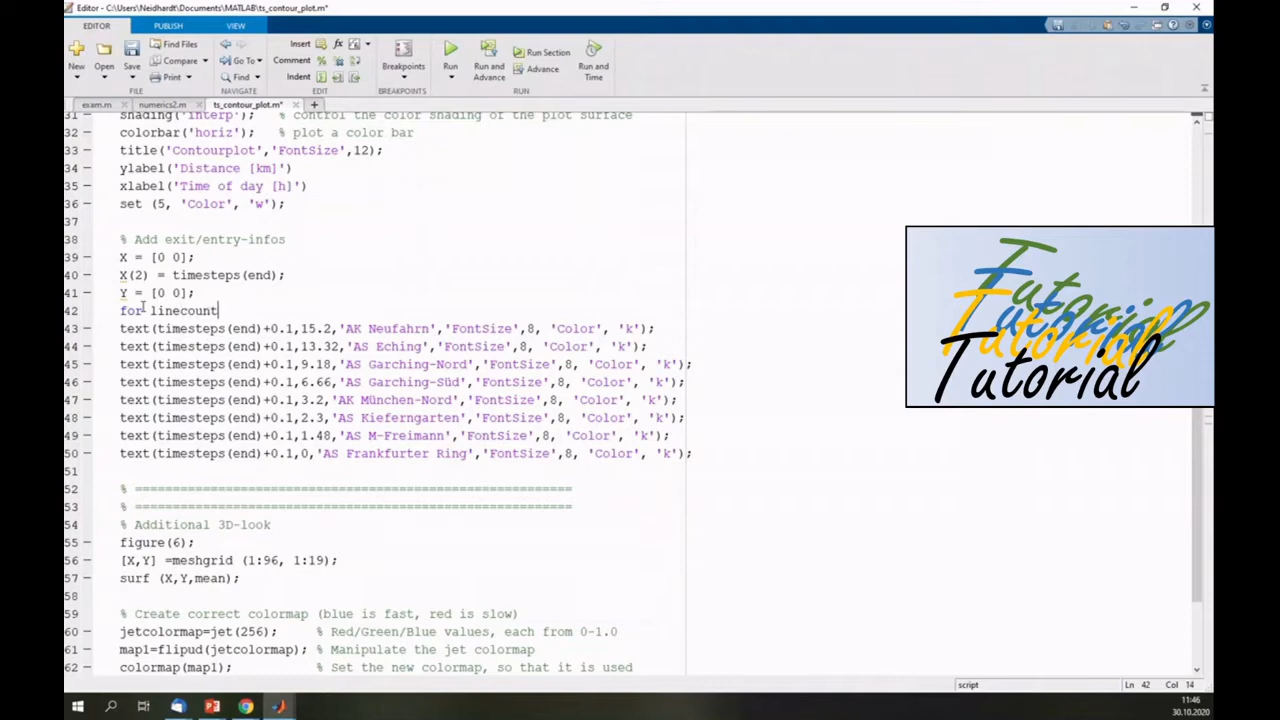 Editor - C:\Users\Neidhardt\Documents\MATLAB\ts_contour_plot.m*
EDITOR PUBLISH VIEW
New Open Save Find Files Compare Print
FILE
Go To Find
NAVIGATE
Insert fx
Comment %
Indent
EDIT
Breakpoints
BREAKPOINTS
Run Run and Advance Run Section Advance Run and Time
RUN
exam.m numerics2.m ts_contour_plot.m* +
31 shading('interp'); % control the color shading of the plot surface
32 colorbar('horiz'); % plot a color bar
33 title('Contourplot','FontSize',12);
34 ylabel('Distance [km]')
35 xlabel('Time of day [h]')
36 set (5, 'Color', 'w');
37
38 % Add exit/entry-infos
39 X = [0 0];
40 X(2) = timesteps(end);
41 Y = [0 0];
42 for linecount
43 text(timesteps(end)+0.1,15.2,'AK Neufahrn','FontSize',8, 'Color', 'k');
44 text(timesteps(end)+0.1,13.32,'AS Eching','FontSize',8, 'Color', 'k');
45 text(timesteps(end)+0.1,9.18,'AS Garching-Nord','FontSize',8, 'Color', 'k');
46 text(timesteps(end)+0.1,6.66,'AS Garching-Süd','FontSize',8, 'Color', 'k');
47 text(timesteps(end)+0.1,3.2,'AK München-Nord','FontSize',8, 'Color', 'k');
48 text(timesteps(end)+0.1,2.3,'AS Kieferngarten','FontSize',8, 'Color', 'k');
49 text(timesteps(end)+0.1,1.48,'AS M-Freimann','FontSize',8, 'Color', 'k');
50 text(timesteps(end)+0.1,0,'AS Frankfurter Ring','FontSize',8, 'Color', 'k');
51
52 % ==========================================================
53 % ==========================================================
54 % Additional 3D-look
55 figure(6);
56 [X,Y] =meshgrid (1:96, 1:19);
57 surf (X,Y,mean);
58
59 % Create correct colormap (blue is fast, red is slow)
60 jetcolormap=jet(256); % Red/Green/Blue values, each from 0-1.0
61 map1=flipud(jetcolormap); % Manipulate the jet colormap
62 colormap(map1); % Set the new colormap, so that it is used
Tutorial
Tutorial
Tutorial
Tutorial
script Ln 42 Col 14
11:46
30.10.2020